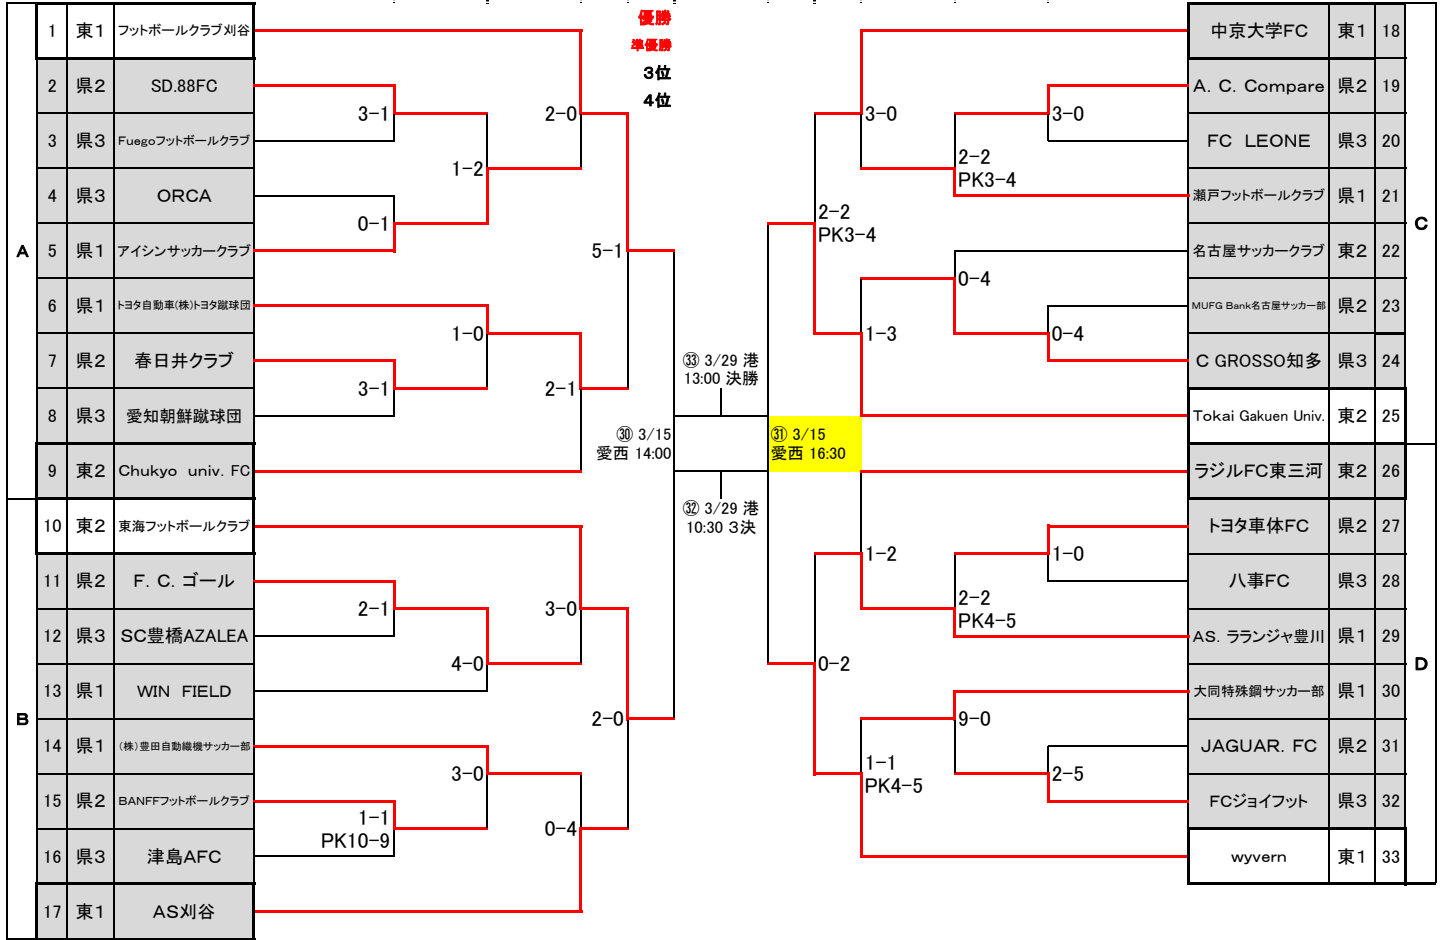 優勝
準優勝
3位
4位
A
1 東1 フットボールクラブ刈谷
2 県2 SD.88FC
3 県3 Fuegoフットボールクラブ
4 県3 ORCA
5 県1 アイシンサッカークラブ
6 県1 トヨタ自動車(株)トヨタ蹴球団
7 県2 春日井クラブ
8 県3 愛知朝鮮蹴球団
9 東2 Chukyo univ. FC
B
10 東2 東海フットボールクラブ
11 県2 F. C. ゴール
12 県3 SC豊橋AZALEA
13 県1 WIN FIELD
14 県1 (株)豊田自動織機サッカー部
15 県2 BANFFフットボールクラブ
16 県3 津島AFC
17 東1 AS刈谷
3-1
0-1
3-1
2-1
1-1
PK10-9
1-2
1-0
4-0
3-0
2-0
2-1
3-0
0-4
5-1
2-0
㉚ 3/15
愛西 14:00
㉝ 3/29 港
13:00 決勝
㉜ 3/29 港
10:30 3決
㉛ 3/15
愛西 16:30
2-2
PK3-4
0-2
3-0
1-3
1-2
1-1
PK4-5
2-2
PK3-4
0-4
2-2
PK4-5
9-0
3-0
0-4
1-0
2-5
中京大学FC 東1 18
A. C. Compare 県2 19
FC LEONE 県3 20
瀬戸フットボールクラブ 県1 21
名古屋サッカークラブ 東2 22
MUFG Bank名古屋サッカー部 県2 23
C GROSSO知多 県3 24
Tokai Gakuen Univ. 東2 25
C
ラジルFC東三河 東2 26
トヨタ車体FC 県2 27
八事FC 県3 28
AS. ラランジャ豊川 県1 29
大同特殊鋼サッカー部 県1 30
JAGUAR. FC 県2 31
FCジョイフット 県3 32
wyvern 東1 33
D